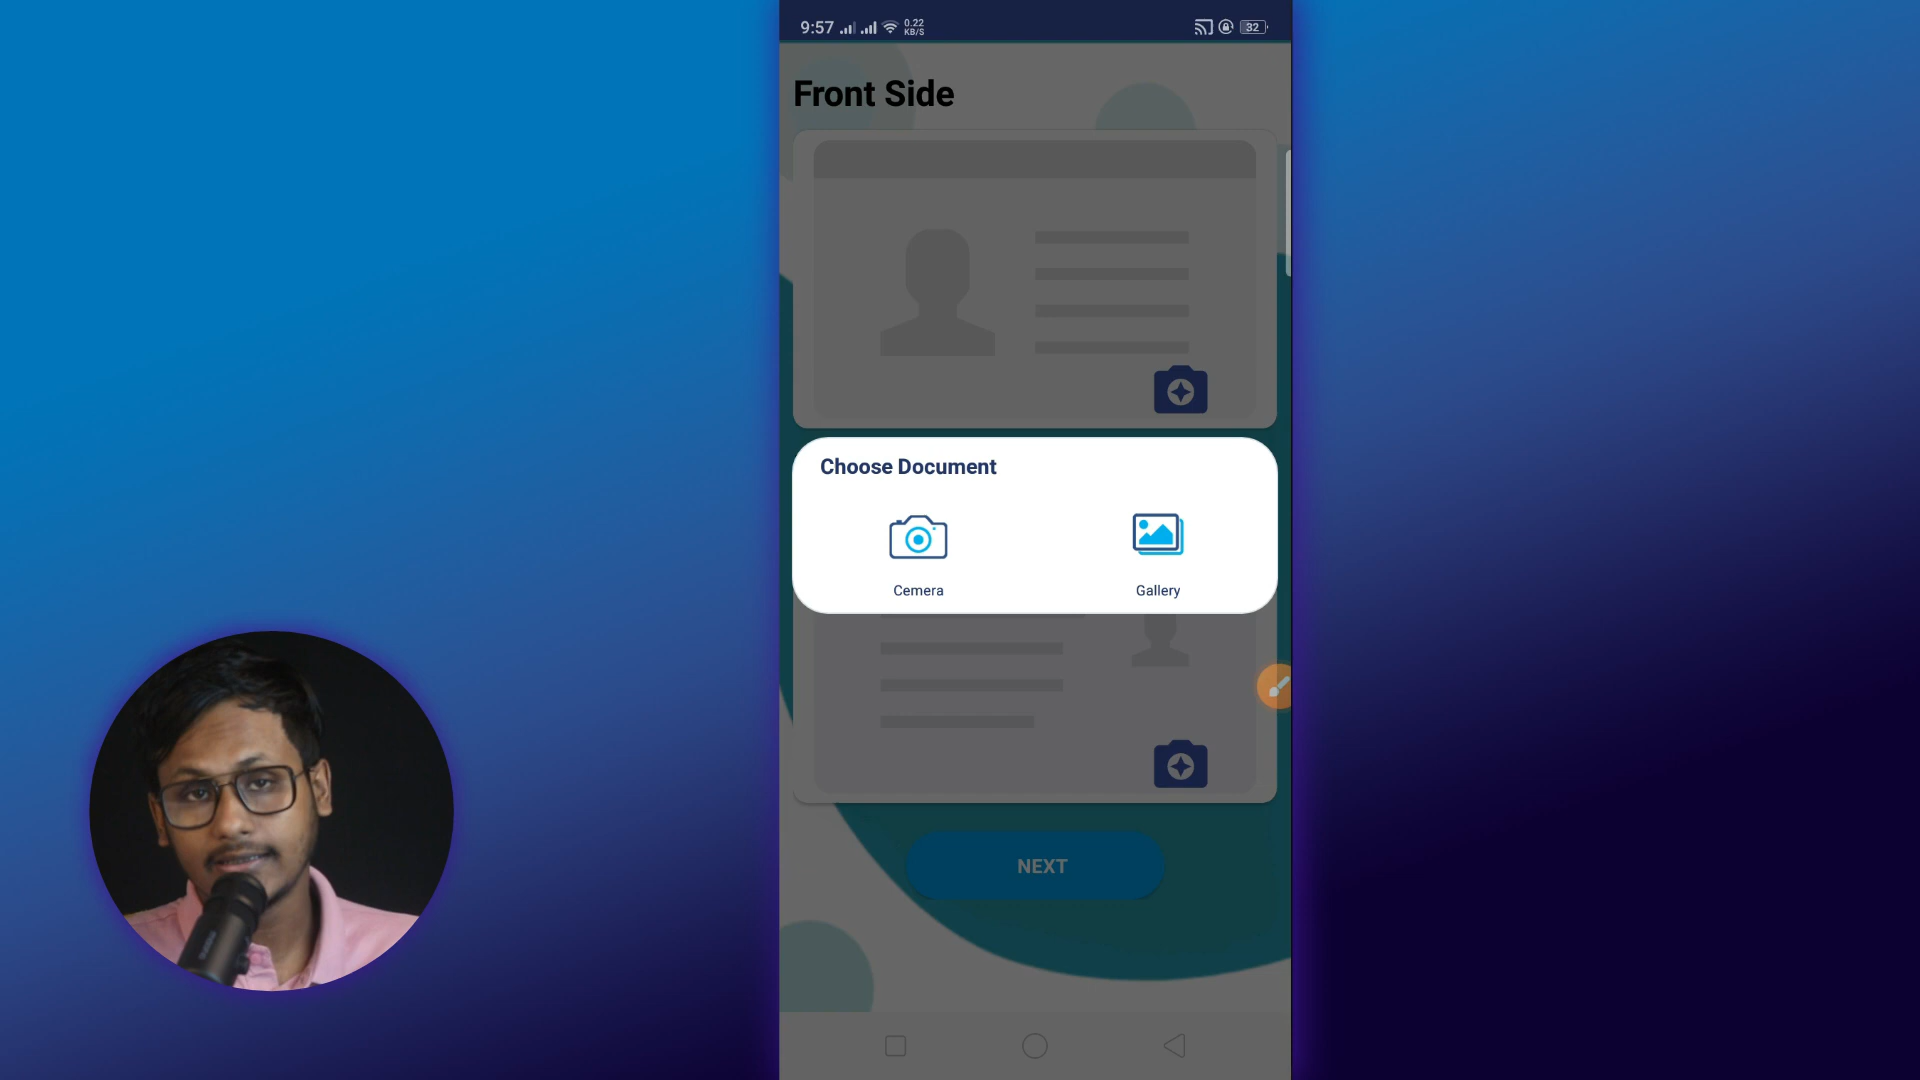 9:57
0.22
KB/S
32
Front Side
Choose Document
Cemera
Gallery
NEXT